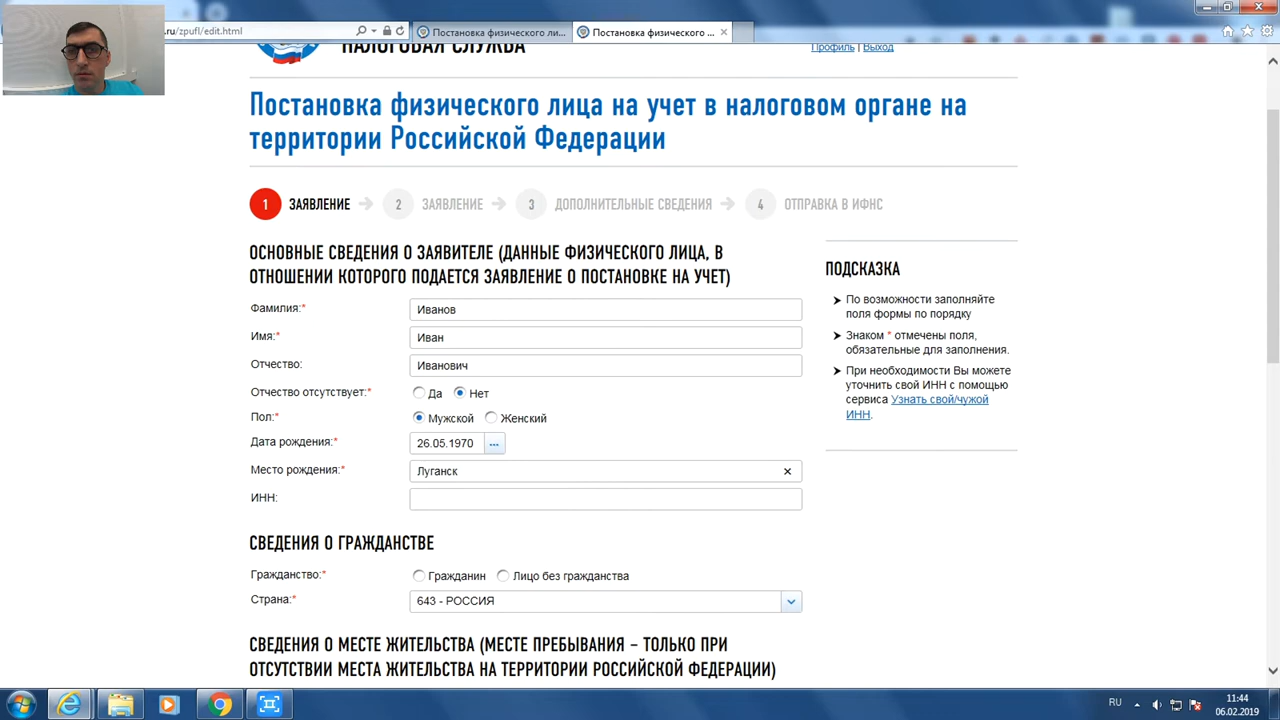 .ru/zpufl/edit.html
Постановка физического ли...
Постановка физического ...
НАЛОГОВАЯ СЛУЖБА
Профиль | Выход
Постановка физического лица на учет в налоговом органе на
территории Российской Федерации
1 ЗАЯВЛЕНИЕ 2 ЗАЯВЛЕНИЕ 3 ДОПОЛНИТЕЛЬНЫЕ СВЕДЕНИЯ 4 ОТПРАВКА В ИФНС
ОСНОВНЫЕ СВЕДЕНИЯ О ЗАЯВИТЕЛЕ (ДАННЫЕ ФИЗИЧЕСКОГО ЛИЦА, В
ОТНОШЕНИИ КОТОРОГО ПОДАЕТСЯ ЗАЯВЛЕНИЕ О ПОСТАНОВКЕ НА УЧЕТ)
Фамилия:* Иванов
Имя:* Иван
Отчество: Иванович
Отчество отсутствует:* Да Нет
Пол:* Мужской Женский
Дата рождения:* 26.05.1970 ...
Место рождения:* Луганск
ИНН:
ПОДСКАЗКА
По возможности заполняйте
поля формы по порядку
Знаком * отмечены поля,
обязательные для заполнения.
При необходимости Вы можете
уточнить свой ИНН с помощью
сервиса Узнать свой/чужой
ИНН.
СВЕДЕНИЯ О ГРАЖДАНСТВЕ
Гражданство:* Гражданин Лицо без гражданства
Страна:* 643 - РОССИЯ
СВЕДЕНИЯ О МЕСТЕ ЖИТЕЛЬСТВА (МЕСТЕ ПРЕБЫВАНИЯ – ТОЛЬКО ПРИ
ОТСУТСТВИИ МЕСТА ЖИТЕЛЬСТВА НА ТЕРРИТОРИИ РОССИЙСКОЙ ФЕДЕРАЦИИ)
RU
11:44
06.02.2019